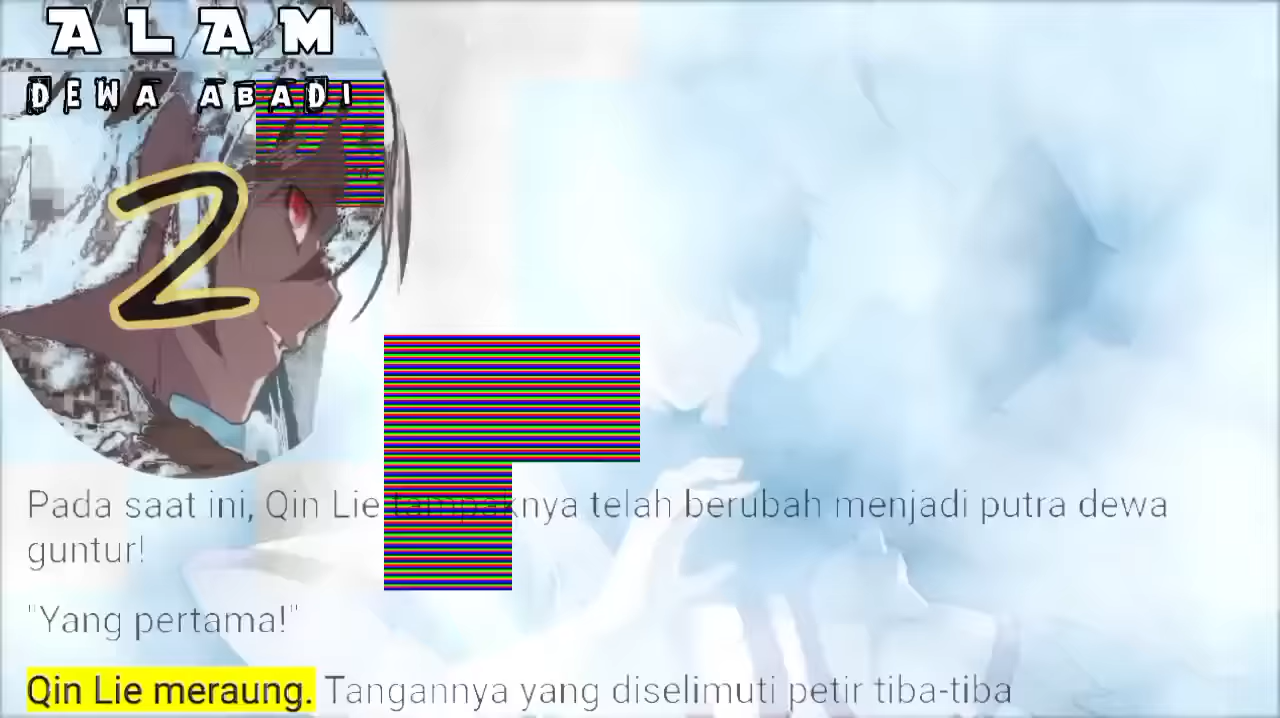 ALAM
DEWA ABADI
2
Pada saat ini, Qin Lie tampaknya telah berubah menjadi putra dewa
guntur!
"Yang pertama!"
Qin Lie meraung. Tangannya yang diselimuti petir tiba-tiba